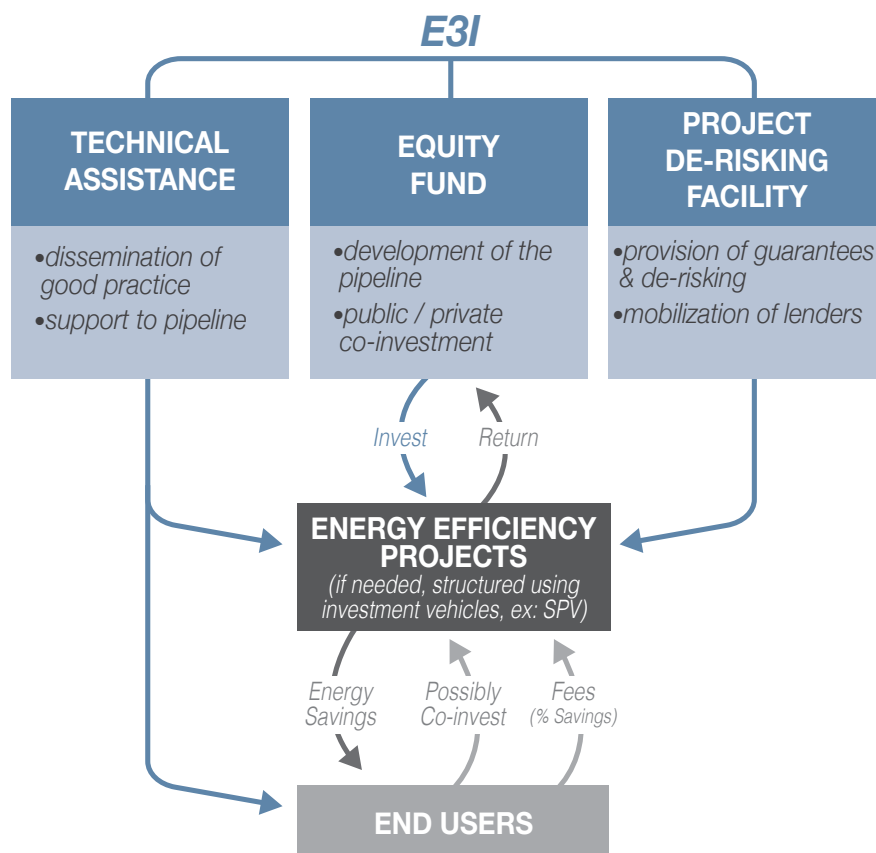 E3I
TECHNICAL
ASSISTANCE
•dissemination of
good practice
•support to pipeline
EQUITY
FUND
•development of the
pipeline
•public / private
co-investment
PROJECT
DE-RISKING
FACILITY
•provision of guarantees
& de-risking
•mobilization of lenders
Invest
Return
ENERGY EFFICIENCY
PROJECTS
(if needed, structured using
investment vehicles, ex: SPV)
Energy
Savings
Possibly
Co-invest
Fees
(% Savings)
END USERS